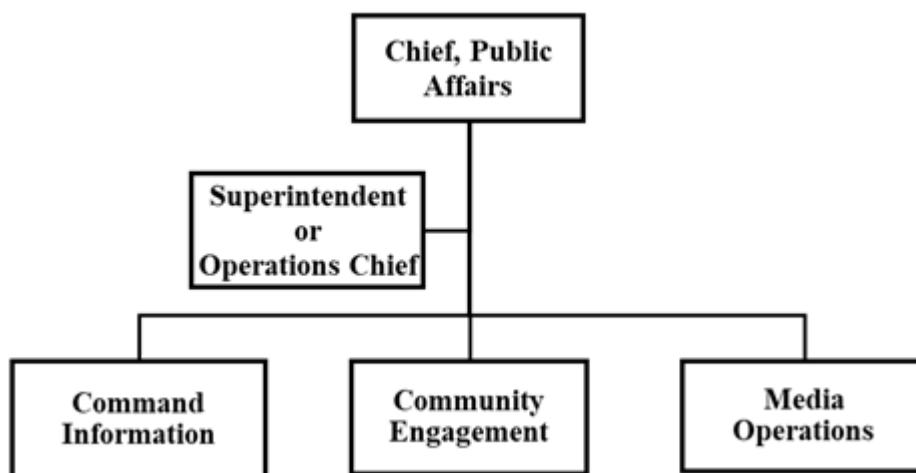 Chief, Public
Affairs
Superintendent
or
Operations Chief
Command
Information
Community
Engagement
Media
Operations